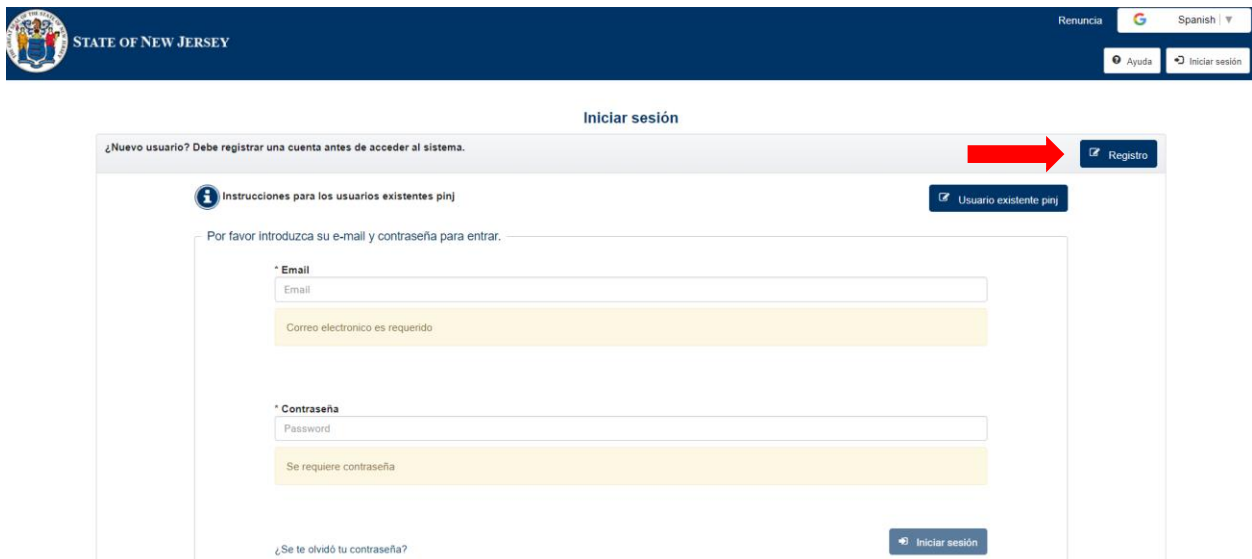 Renuncia
Spanish
STATE OF NEW JERSEY
Ayuda
Iniciar sesión
Iniciar sesión
¿Nuevo usuario? Debe registrar una cuenta antes de acceder al sistema.
Registro
Instrucciones para los usuarios existentes pinj
Usuario existente pinj
Por favor introduzca su e-mail y contraseña para entrar.
* Email
Email
Correo electronico es requerido
* Contraseña
Password
Se requiere contraseña
Iniciar sesión
¿Se te olvidó tu contraseña?